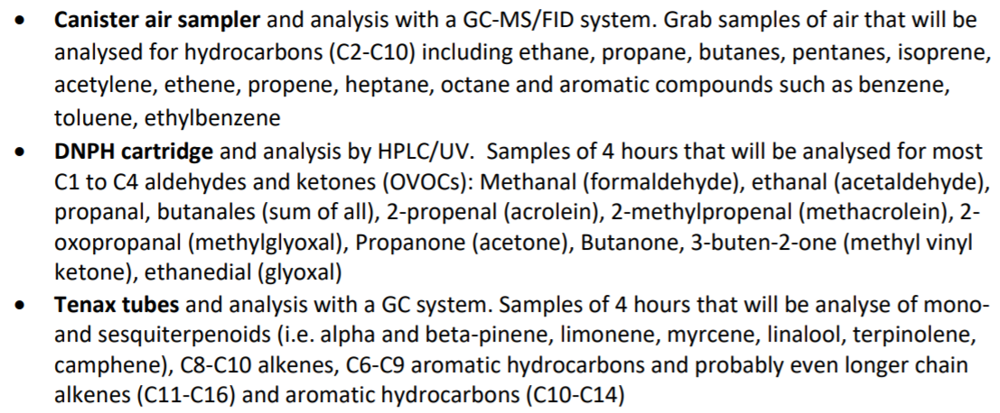 • Canister air sampler and analysis with a GC-MS/FID system. Grab samples of air that will be
analysed for hydrocarbons (C2-C10) including ethane, propane, butanes, pentanes, isoprene,
acetylene, ethene, propene, heptane, octane and aromatic compounds such as benzene,
toluene, ethylbenzene
• DNPH cartridge and analysis by HPLC/UV.  Samples of 4 hours that will be analysed for most
C1 to C4 aldehydes and ketones (OVOCs): Methanal (formaldehyde), ethanal (acetaldehyde),
propanal, butanales (sum of all), 2-propenal (acrolein), 2-methylpropenal (methacrolein), 2-
oxopropanal (methylglyoxal), Propanone (acetone), Butanone, 3-buten-2-one (methyl vinyl
ketone), ethanedial (glyoxal)
• Tenax tubes and analysis with a GC system. Samples of 4 hours that will be analyse of mono-
and sesquiterpenoids (i.e. alpha and beta-pinene, limonene, myrcene, linalool, terpinolene,
camphene), C8-C10 alkenes, C6-C9 aromatic hydrocarbons and probably even longer chain
alkenes (C11-C16) and aromatic hydrocarbons (C10-C14)